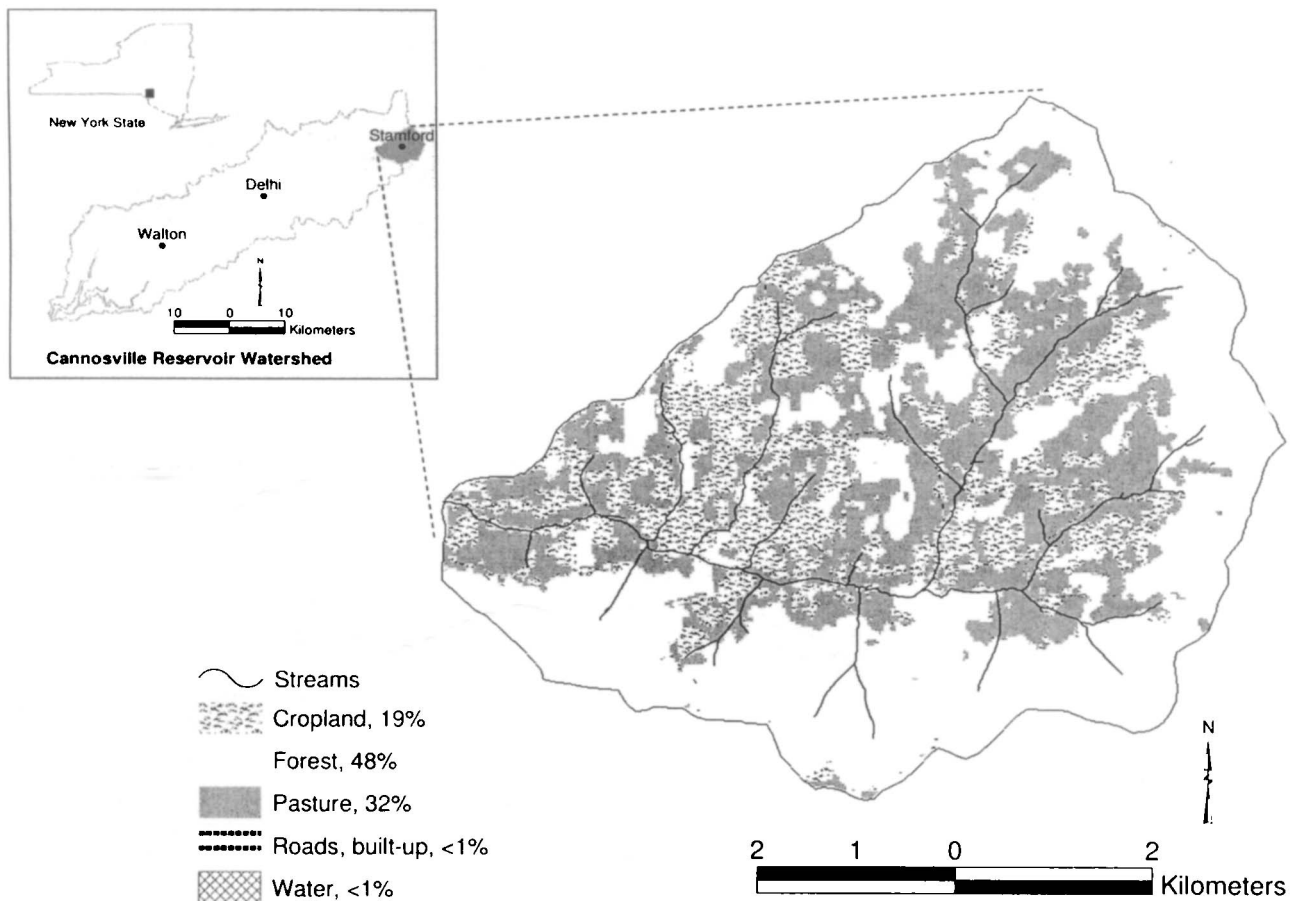 New York State
Stamford
Delhi
Walton
N
10 0 10
Kilometers
Cannosville Reservoir Watershed
Streams
Cropland, 19%
Forest, 48%
Pasture, 32%
Roads, built-up, <1%
Water, <1%
N
2 1 0 2
Kilometers